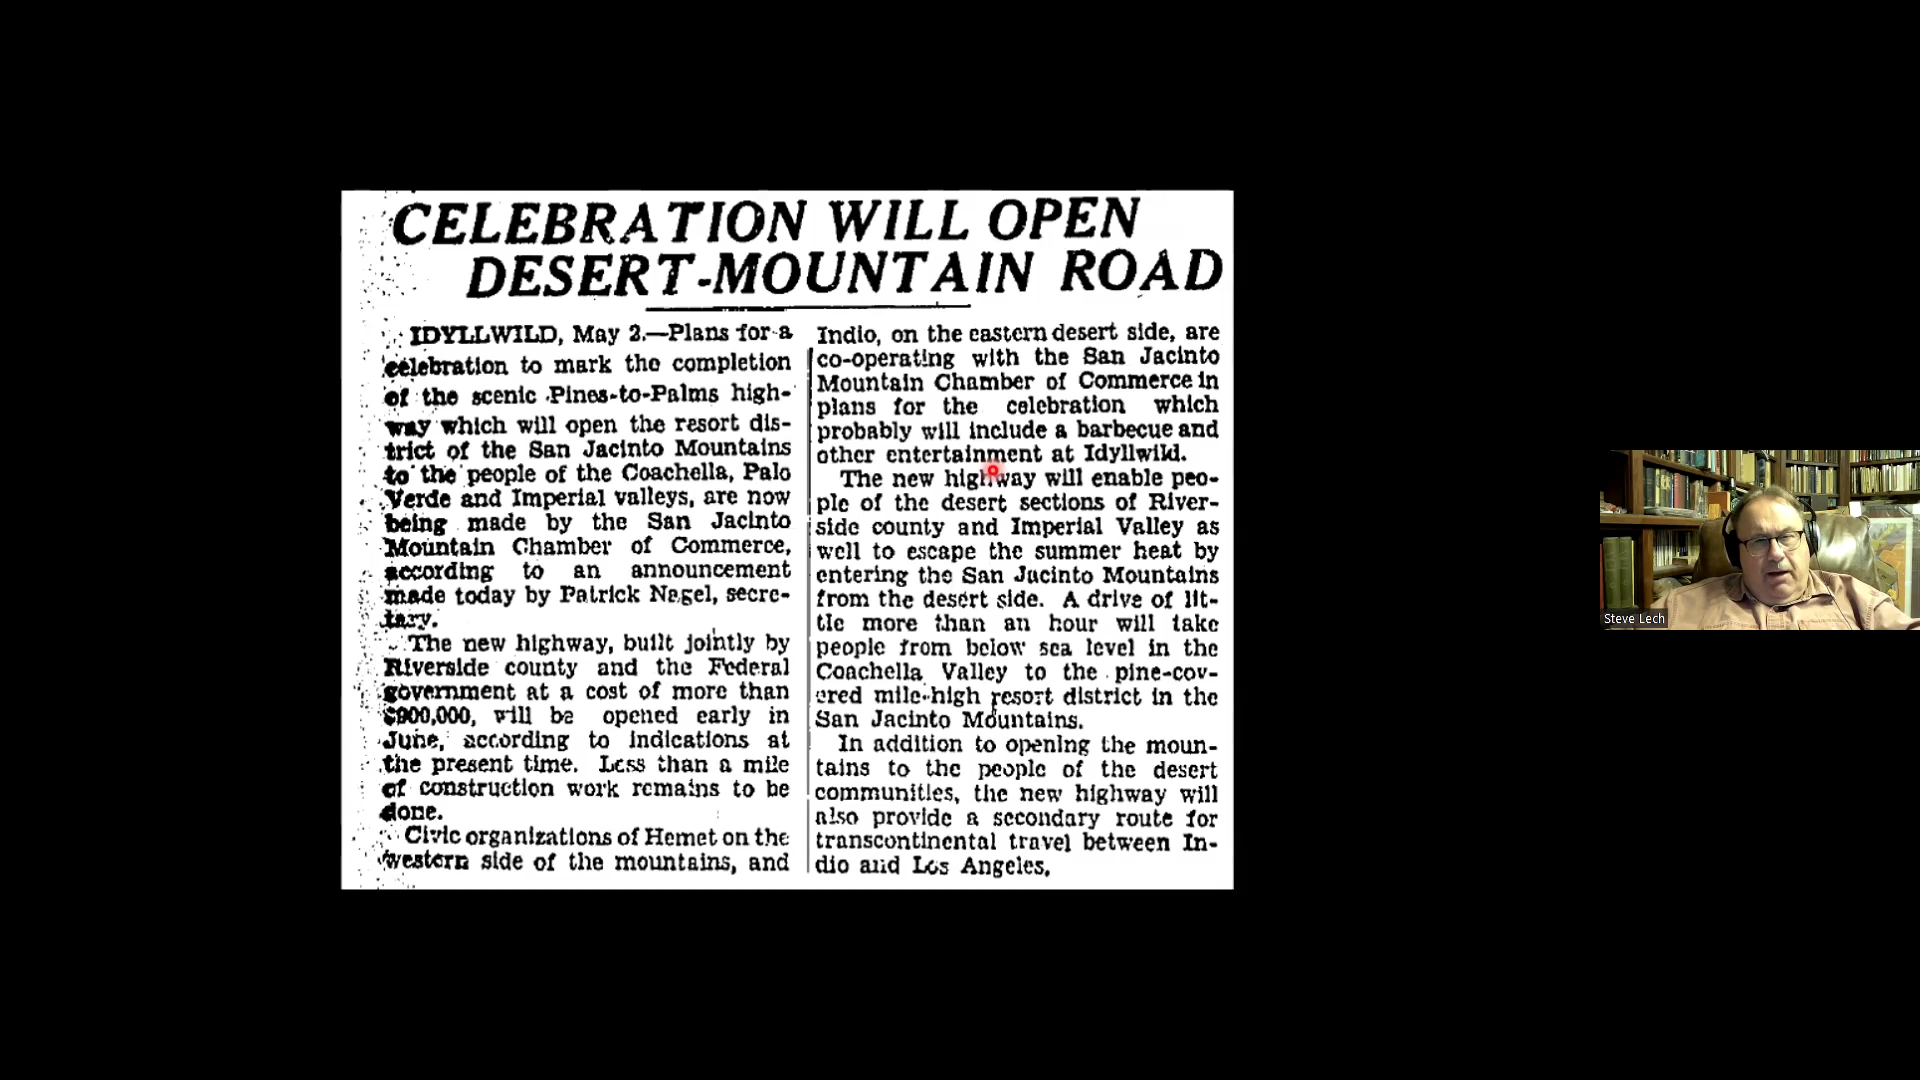 CELEBRATION WILL OPEN
DESERT-MOUNTAIN ROAD
IDYLLWILD, May 2.—Plans for a
celebration to mark the completion
of the scenic Pines-to-Palms high-
way which will open the resort dis-
trict of the San Jacinto Mountains
to the people of the Coachella, Palo
Verde and Imperial valleys, are now
being made by the San Jacinto
Mountain Chamber of Commerce,
according to an announcement
made today by Patrick Nagel, secre-
tary.
The new highway, built jointly by
Riverside county and the Federal
government at a cost of more than
$900,000, will be opened early in
June, according to indications at
the present time. Less than a mile
of construction work remains to be
done.
Civic organizations of Hemet on the
western side of the mountains, and
Indio, on the eastern desert side, are
co-operating with the San Jacinto
Mountain Chamber of Commerce in
plans for the celebration which
probably will include a barbecue and
other entertainment at Idyllwild.
The new highway will enable peo-
ple of the desert sections of River-
side county and Imperial Valley as
well to escape the summer heat by
entering the San Jacinto Mountains
from the desert side. A drive of lit-
tle more than an hour will take
people from below sea level in the
Coachella Valley to the pine-cov-
ered mile-high resort district in the
San Jacinto Mountains.
In addition to opening the moun-
tains to the people of the desert
communities, the new highway will
also provide a secondary route for
transcontinental travel between In-
dio and Los Angeles.
Steve Lech